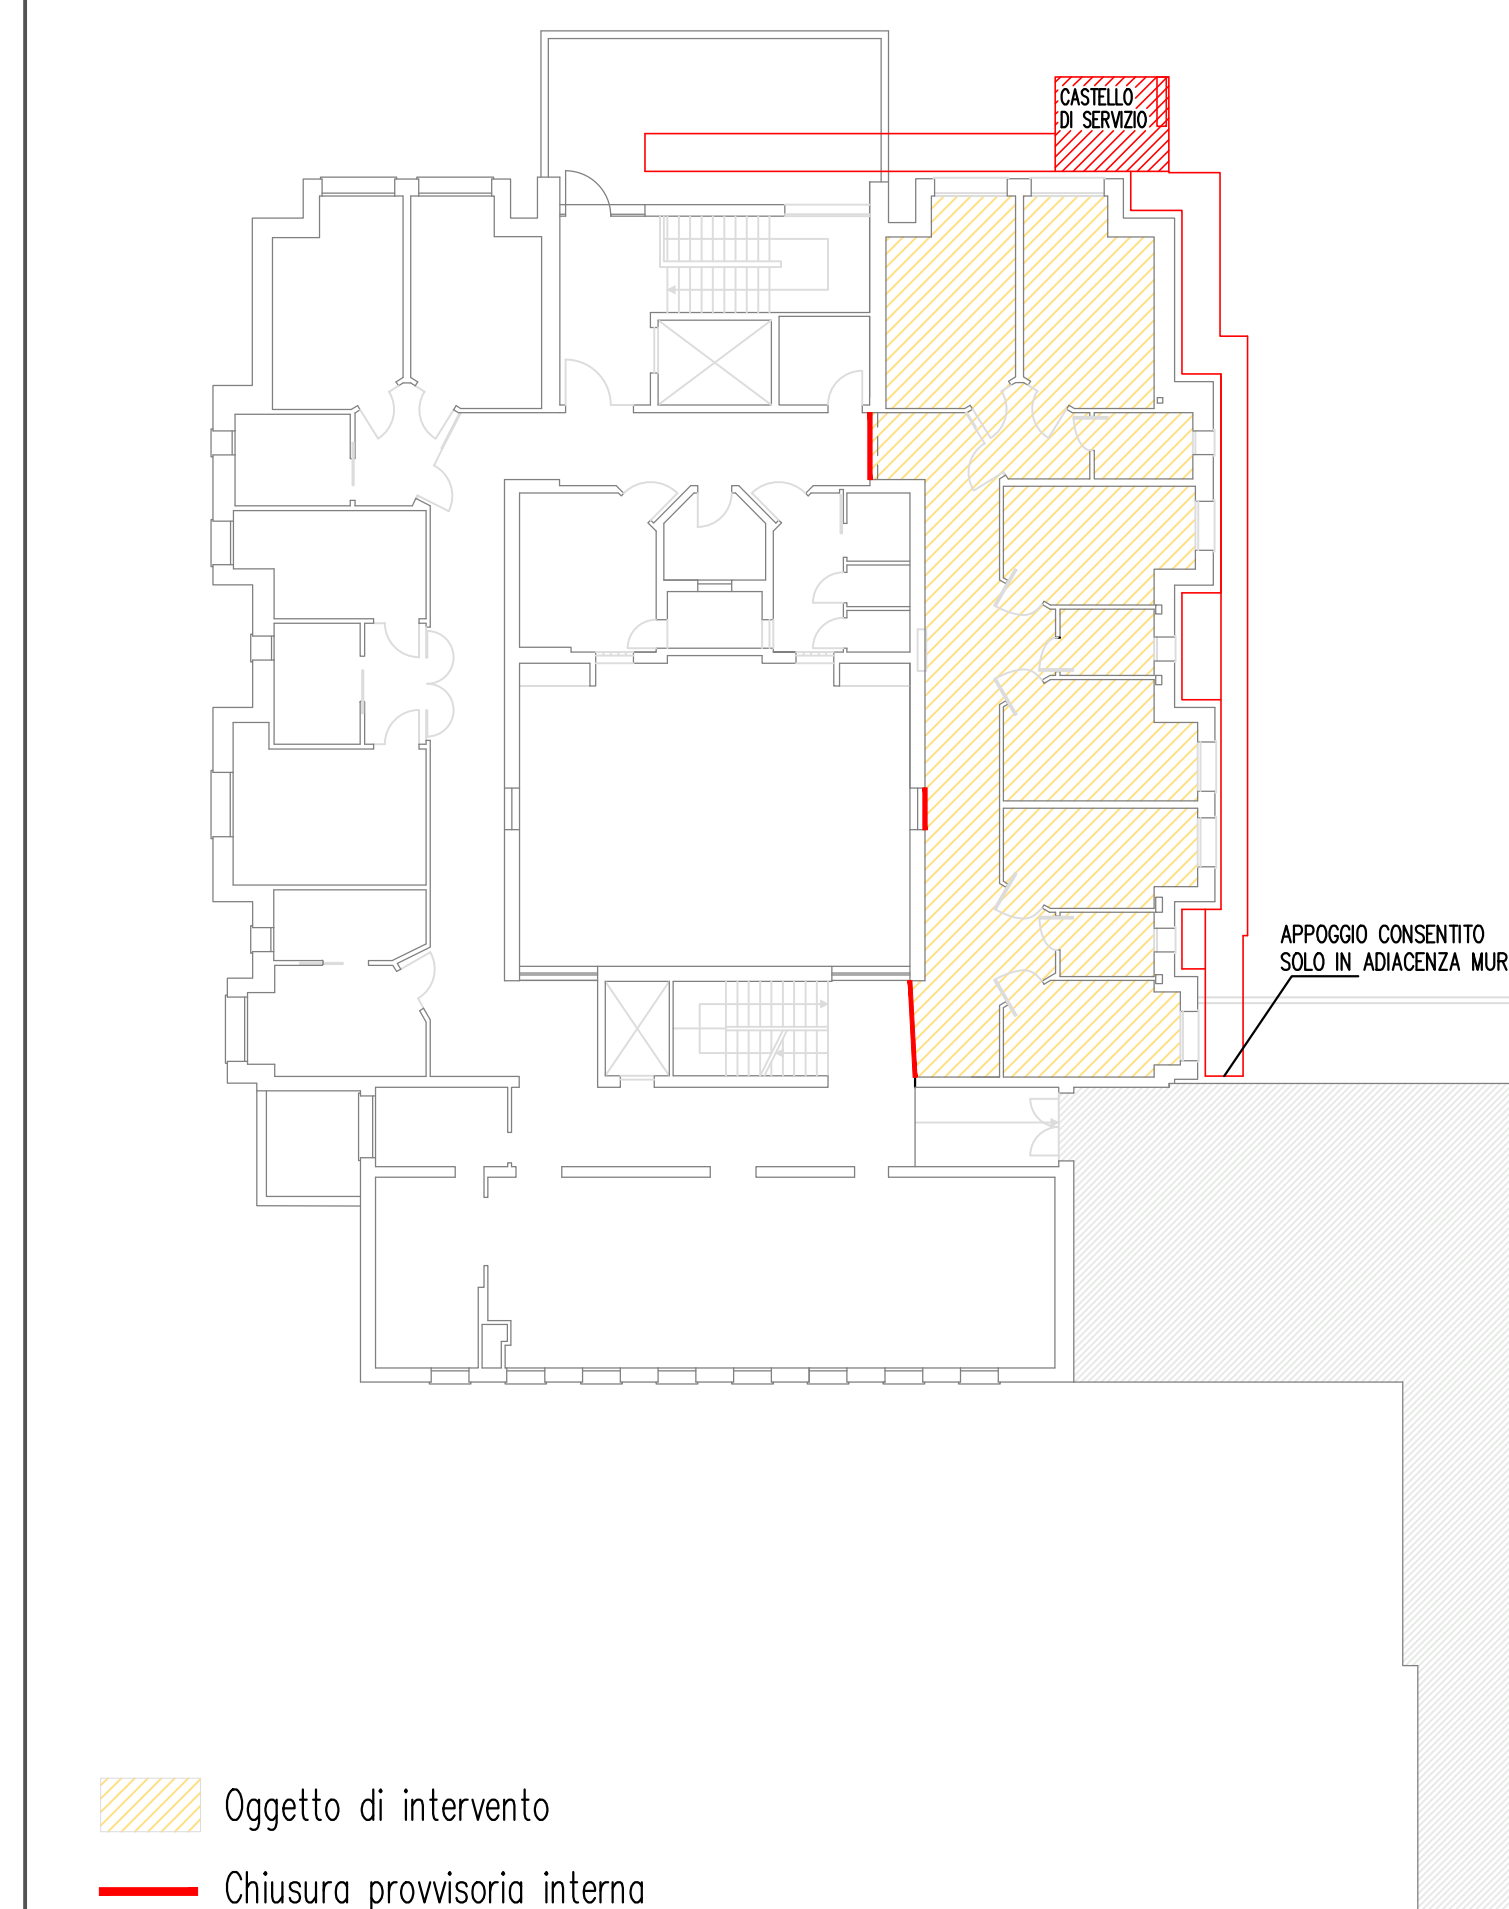 CASTELLO
DI SERVIZIO
APPOGGIO CONSENTITO
SOLO IN ADIACENZA MUR
Oggetto di intervento
Chiusura provvisoria interna